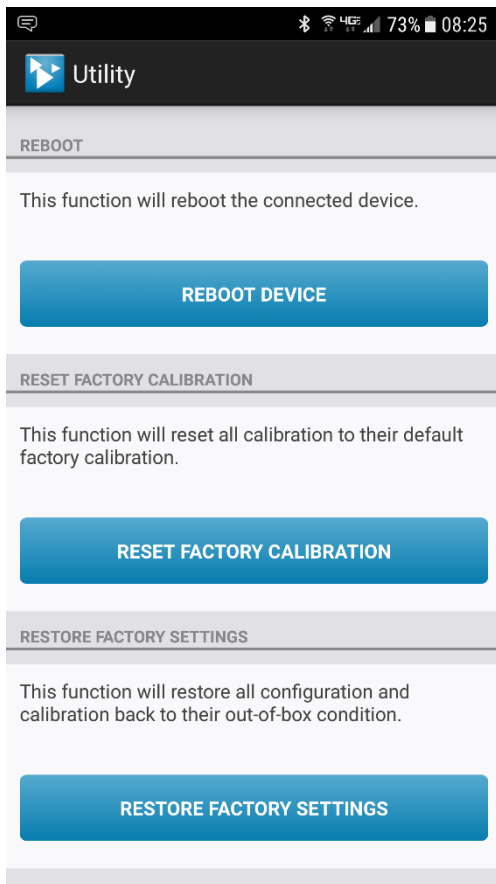 4GE 73% 08:25
Utility
REBOOT
This function will reboot the connected device.
REBOOT DEVICE
RESET FACTORY CALIBRATION
This function will reset all calibration to their default
factory calibration.
RESET FACTORY CALIBRATION
RESTORE FACTORY SETTINGS
This function will restore all configuration and
calibration back to their out-of-box condition.
RESTORE FACTORY SETTINGS